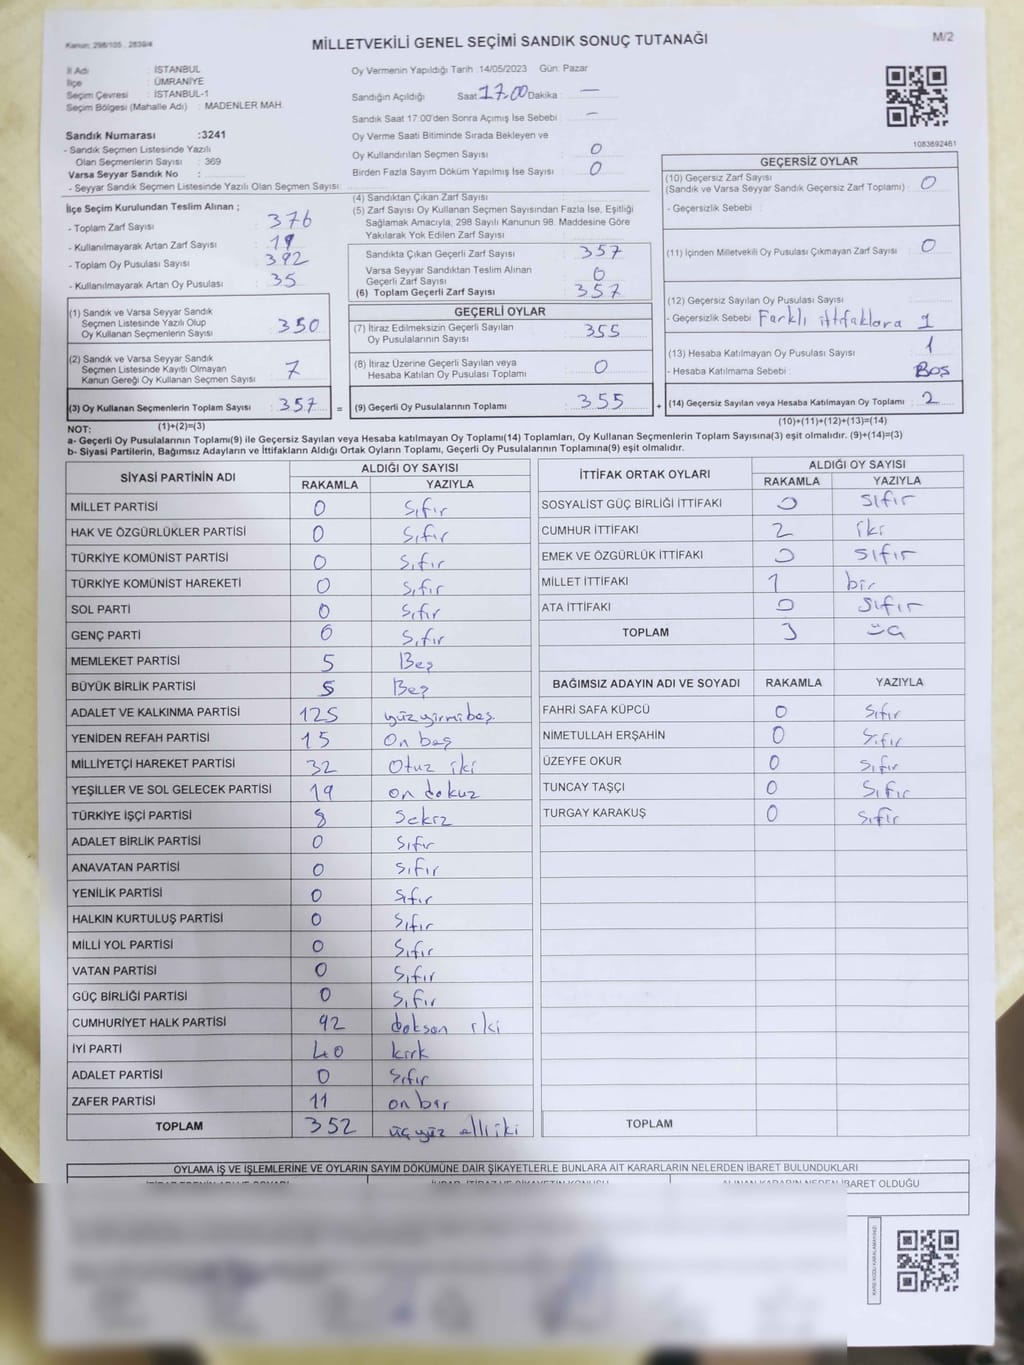 Kanun: 298/105 , 2839/4
MİLLETVEKİLİ GENEL SEÇİMİ SANDIK SONUÇ TUTANAĞI
M/2
İl Adı : İSTANBUL
İlçe : ÜMRANİYE
Seçim Çevresi : İSTANBUL-1
Seçim Bölgesi (Mahalle Adı) : MADENLER MAH.
Sandık Numarası :3241
- Sandık Seçmen Listesinde Yazılı
Olan Seçmenlerin Sayısı : 369
Varsa Seyyar Sandık No :
- Seyyar Sandık Seçmen Listesinde Yazılı Olan Seçmen Sayısı:
Oy Vermenin Yapıldığı Tarih :14/05/2023 Gün: Pazar
Sandığın Açıldığı Saat 17.00 Dakika : —
Sandık Saat 17:00'den Sonra Açımış İse Sebebi : —
Oy Verme Saati Bitiminde Sırada Bekleyen ve
Oy Kullandırılan Seçmen Sayısı : 0
Birden Fazla Sayım Döküm Yapılmış İse Sayısı : 0
1083692461
İlçe Seçim Kurulundan Teslim Alınan ;
- Toplam Zarf Sayısı : 376
- Kullanılmayarak Artan Zarf Sayısı : 19
- Toplam Oy Pusulası Sayısı : 392
- Kullanılmayarak Artan Oy Pusulası : 35
(4) Sandıktan Çıkan Zarf Sayısı :
(5) Zarf Sayısı Oy Kullanan Seçmen Sayısından Fazla İse, Eşitliği
Sağlamak Amacıyla, 298 Sayılı Kanunun 98. Maddesine Göre
Yakılarak Yok Edilen Zarf Sayısı :
Sandıkta Çıkan Geçerli Zarf Sayısı : 357
Varsa Seyyar Sandıktan Teslim Alınan
Geçerli Zarf Sayısı : 0
(6) Toplam Geçerli Zarf Sayısı : 357
GEÇERSİZ OYLAR
(10) Geçersiz Zarf Sayısı
(Sandık ve Varsa Seyyar Sandık Geçersiz Zarf Toplamı) : 0
- Geçersizlik Sebebi :
(11) İçinden Milletvekili Oy Pusulası Çıkmayan Zarf Sayısı : 0
(12) Geçersiz Sayılan Oy Pusulası Sayısı :
- Geçersizlik Sebebi Farklı ittifaklara 1
(13) Hesaba Katılmayan Oy Pusulası Sayısı : 1
- Hesaba Katılmama Sebebi : Boş
(14) Geçersiz Sayılan veya Hesaba Katılmayan Oy Toplamı : 2
(10)+(11)+(12)+(13)=(14)
(1) Sandık ve Varsa Seyyar Sandık
Seçmen Listesinde Yazılı Olup
Oy Kullanan Seçmenlerin Sayısı : 350
(2) Sandık ve Varsa Seyyar Sandık
Seçmen Listesinde Kayıtlı Olmayan
Kanun Gereği Oy Kullanan Seçmen Sayısı : 7
(3) Oy Kullanan Seçmenlerin Toplam Sayısı : 357 =
(1)+(2)=(3)
GEÇERLİ OYLAR
(7) İtiraz Edilmeksizin Geçerli Sayılan
Oy Pusulalarının Sayısı : 355
(8) İtiraz Üzerine Geçerli Sayılan veya
Hesaba Katılan Oy Pusulası Toplamı : 0
(9) Geçerli Oy Pusulalarının Toplamı : 355 +
NOT:
a- Geçerli Oy Pusulalarının Toplamı(9) ile Geçersiz Sayılan veya Hesaba katılmayan Oy Toplamı(14) Toplamları, Oy Kullanan Seçmenlerin Toplam Sayısına(3) eşit olmalıdır. (9)+(14)=(3)
b- Siyasi Partilerin, Bağımsız Adayların ve İttifakların Aldığı Ortak Oyların Toplamı, Geçerli Oy Pusulalarının Toplamına(9) eşit olmalıdır.
SİYASİ PARTİNİN ADI ALDIĞI OY SAYISI
RAKAMLA YAZIYLA
MİLLET PARTİSİ 0 Sıfır
HAK VE ÖZGÜRLÜKLER PARTİSİ 0 Sıfır
TÜRKİYE KOMÜNİST PARTİSİ 0 Sıfır
TÜRKİYE KOMÜNİST HAREKETİ 0 Sıfır
SOL PARTİ 0 Sıfır
GENÇ PARTİ 0 Sıfır
MEMLEKET PARTİSİ 5 Beş
BÜYÜK BİRLİK PARTİSİ 5 Beş
ADALET VE KALKINMA PARTİSİ 125 yüz yirmi beş
YENİDEN REFAH PARTİSİ 15 On beş
MİLLİYETÇİ HAREKET PARTİSİ 32 Otuz iki
YEŞİLLER VE SOL GELECEK PARTİSİ 19 on dokuz
TÜRKİYE İŞÇİ PARTİSİ 8 Sekiz
ADALET BİRLİK PARTİSİ 0 Sıfır
ANAVATAN PARTİSİ 0 Sıfır
YENİLİK PARTİSİ 0 Sıfır
HALKIN KURTULUŞ PARTİSİ 0 Sıfır
MİLLİ YOL PARTİSİ 0 Sıfır
VATAN PARTİSİ 0 Sıfır
GÜÇ BİRLİĞİ PARTİSİ 0 Sıfır
CUMHURİYET HALK PARTİSİ 92 doksan iki
İYİ PARTİ 40 kırk
ADALET PARTİSİ 0 Sıfır
ZAFER PARTİSİ 11 on bir
TOPLAM 352 üç yüz elli iki
İTTİFAK ORTAK OYLARI ALDIĞI OY SAYISI
RAKAMLA YAZIYLA
SOSYALİST GÜÇ BİRLİĞİ İTTİFAKI 0 sıfır
CUMHUR İTTİFAKI 2 iki
EMEK VE ÖZGÜRLÜK İTTİFAKI 0 sıfır
MİLLET İTTİFAKI 1 bir
ATA İTTİFAKI 0 sıfır
TOPLAM 3 üç
BAĞIMSIZ ADAYIN ADI VE SOYADI RAKAMLA YAZIYLA
FAHRİ SAFA KÜPCÜ 0 Sıfır
NİMETULLAH ERŞAHİN 0 Sıfır
ÜZEYFE OKUR 0 Sıfır
TUNCAY TAŞÇI 0 Sıfır
TURGAY KARAKUŞ 0 Sıfır
TOPLAM
OYLAMA İŞ VE İŞLEMLERİNE VE OYLARIN SAYIM DÖKÜMÜNE DAİR ŞİKAYETLERLE BUNLARA AİT KARARLARIN NELERDEN İBARET BULUNDUKLARI
İBARET OLDUĞU